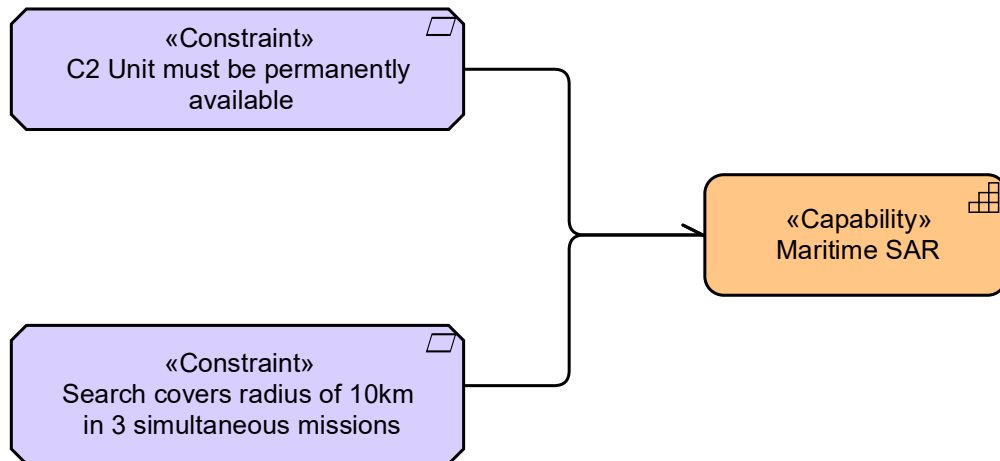 «Constraint»
C2 Unit must be permanently
available
«Capability»
Maritime SAR
«Constraint»
Search covers radius of 10km
in 3 simultaneous missions